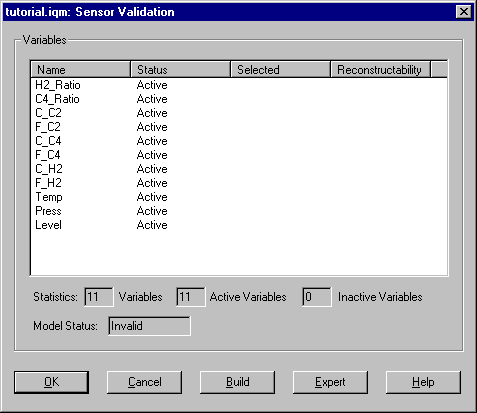 tutorial.iqm: Sensor Validation
Variables
Name Status Selected Reconstructability
H2_Ratio Active
C4_Ratio Active
C_C2 Active
F_C2 Active
C_C4 Active
F_C4 Active
C_H2 Active
F_H2 Active
Temp Active
Press Active
Level Active
Statistics: 11 Variables 11 Active Variables 0 Inactive Variables
Model Status: Invalid
OK Cancel Build Expert Help